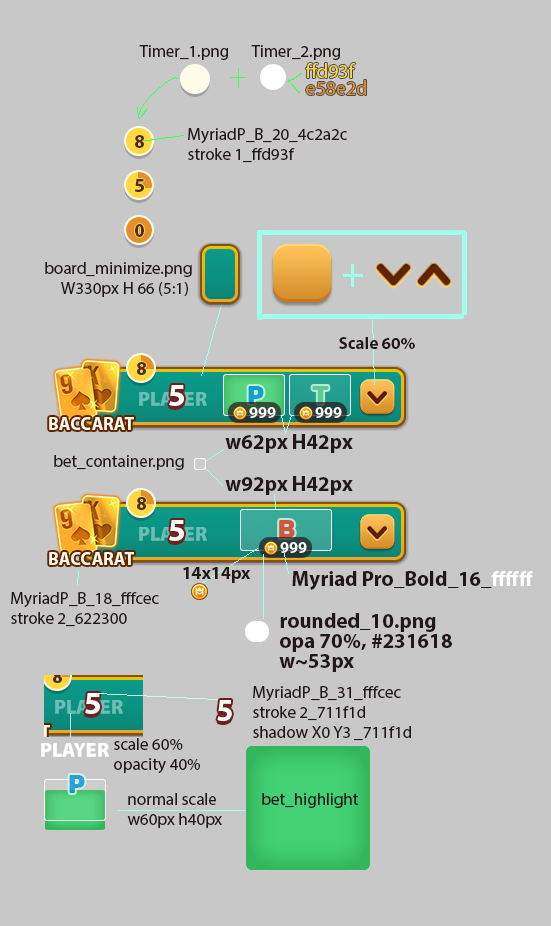 Timer_1.png
Timer_2.png
ffd93f
e58e2d
8
MyriadP_B_20_4c2a2c
stroke 1_ffd93f
5
0
board_minimize.png
W330px H 66 (5:1)
Scale 60%
8
9 K
PLAYER
5
P
T
999
999
BACCARAT
w62px H42px
bet_container.png
w92px H42px
8
9 K
PLAYER
5
B
999
BACCARAT
14x14px
Myriad Pro_Bold_16_ffffff
MyriadP_B_18_fffcec
stroke 2_622300
rounded_10.png
opa 70%, #231618
w~53px
8
PLAYER
5
T
5
MyriadP_B_31_fffcec
stroke 2_711f1d
shadow X0 Y3 _711f1d
PLAYER
scale 60%
opacity 40%
P
normal scale
w60px h40px
bet_highlight